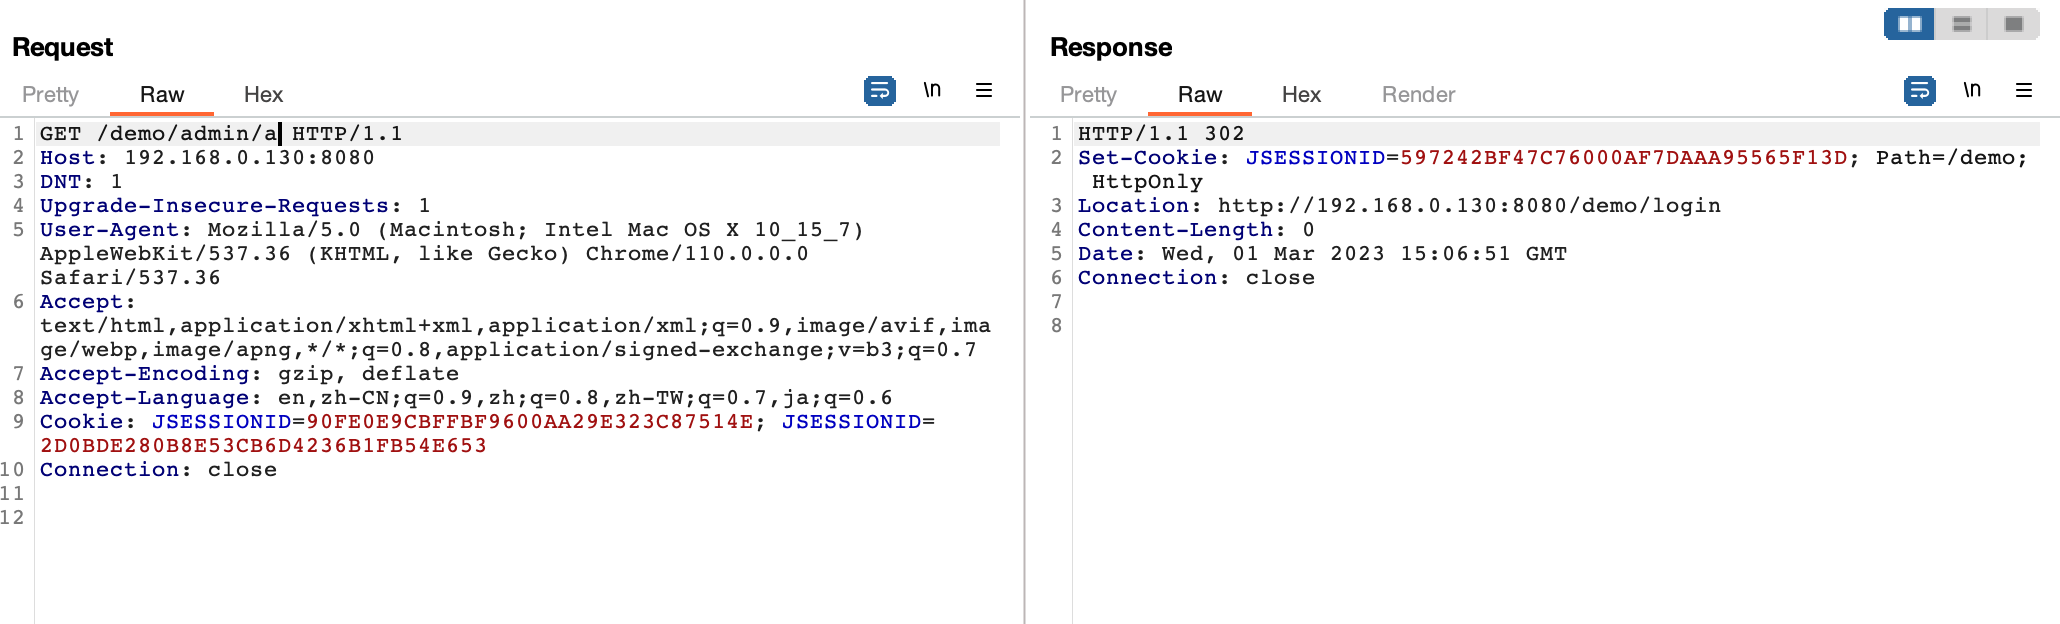 Request
Pretty Raw Hex
\n
1 GET /demo/admin/a HTTP/1.1
2 Host: 192.168.0.130:8080
3 DNT: 1
4 Upgrade-Insecure-Requests: 1
5 User-Agent: Mozilla/5.0 (Macintosh; Intel Mac OS X 10_15_7)
AppleWebKit/537.36 (KHTML, like Gecko) Chrome/110.0.0.0
Safari/537.36
6 Accept:
text/html,application/xhtml+xml,application/xml;q=0.9,image/avif,ima
ge/webp,image/apng,*/*;q=0.8,application/signed-exchange;v=b3;q=0.7
7 Accept-Encoding: gzip, deflate
8 Accept-Language: en,zh-CN;q=0.9,zh;q=0.8,zh-TW;q=0.7,ja;q=0.6
9 Cookie: JSESSIONID=90FE0E9CBFFBF9600AA29E323C87514E; JSESSIONID=
2D0BDE280B8E53CB6D4236B1FB54E653
10 Connection: close
11
12
Response
Pretty Raw Hex Render
\n
1 HTTP/1.1 302
2 Set-Cookie: JSESSIONID=597242BF47C76000AF7DAAA95565F13D; Path=/demo;
HttpOnly
3 Location: http://192.168.0.130:8080/demo/login
4 Content-Length: 0
5 Date: Wed, 01 Mar 2023 15:06:51 GMT
6 Connection: close
7
8